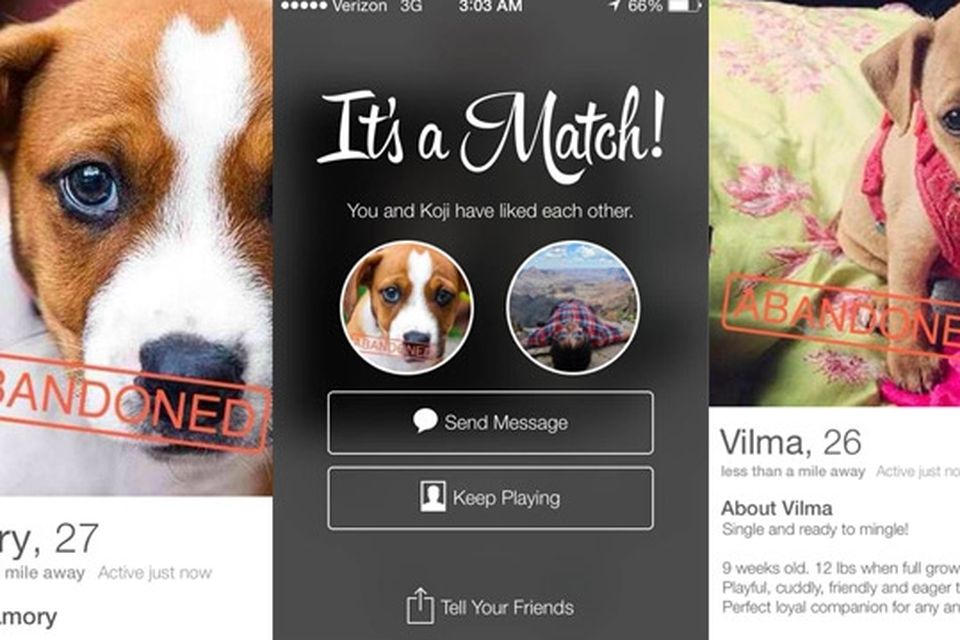 ABANDONED
ry, 27
mile away Active just now
amory
Verizon 3G 3:03 AM 66%
It's a Match!
You and Koji have liked each other.
ABANDONED
Send Message
Keep Playing
Tell Your Friends
ABANDONE
Vilma, 26
less than a mile away Active just no
About Vilma
Single and ready to mingle!
9 weeks old. 12 lbs when full grow
Playful, cuddly, friendly and eager t
Perfect loyal companion for any an